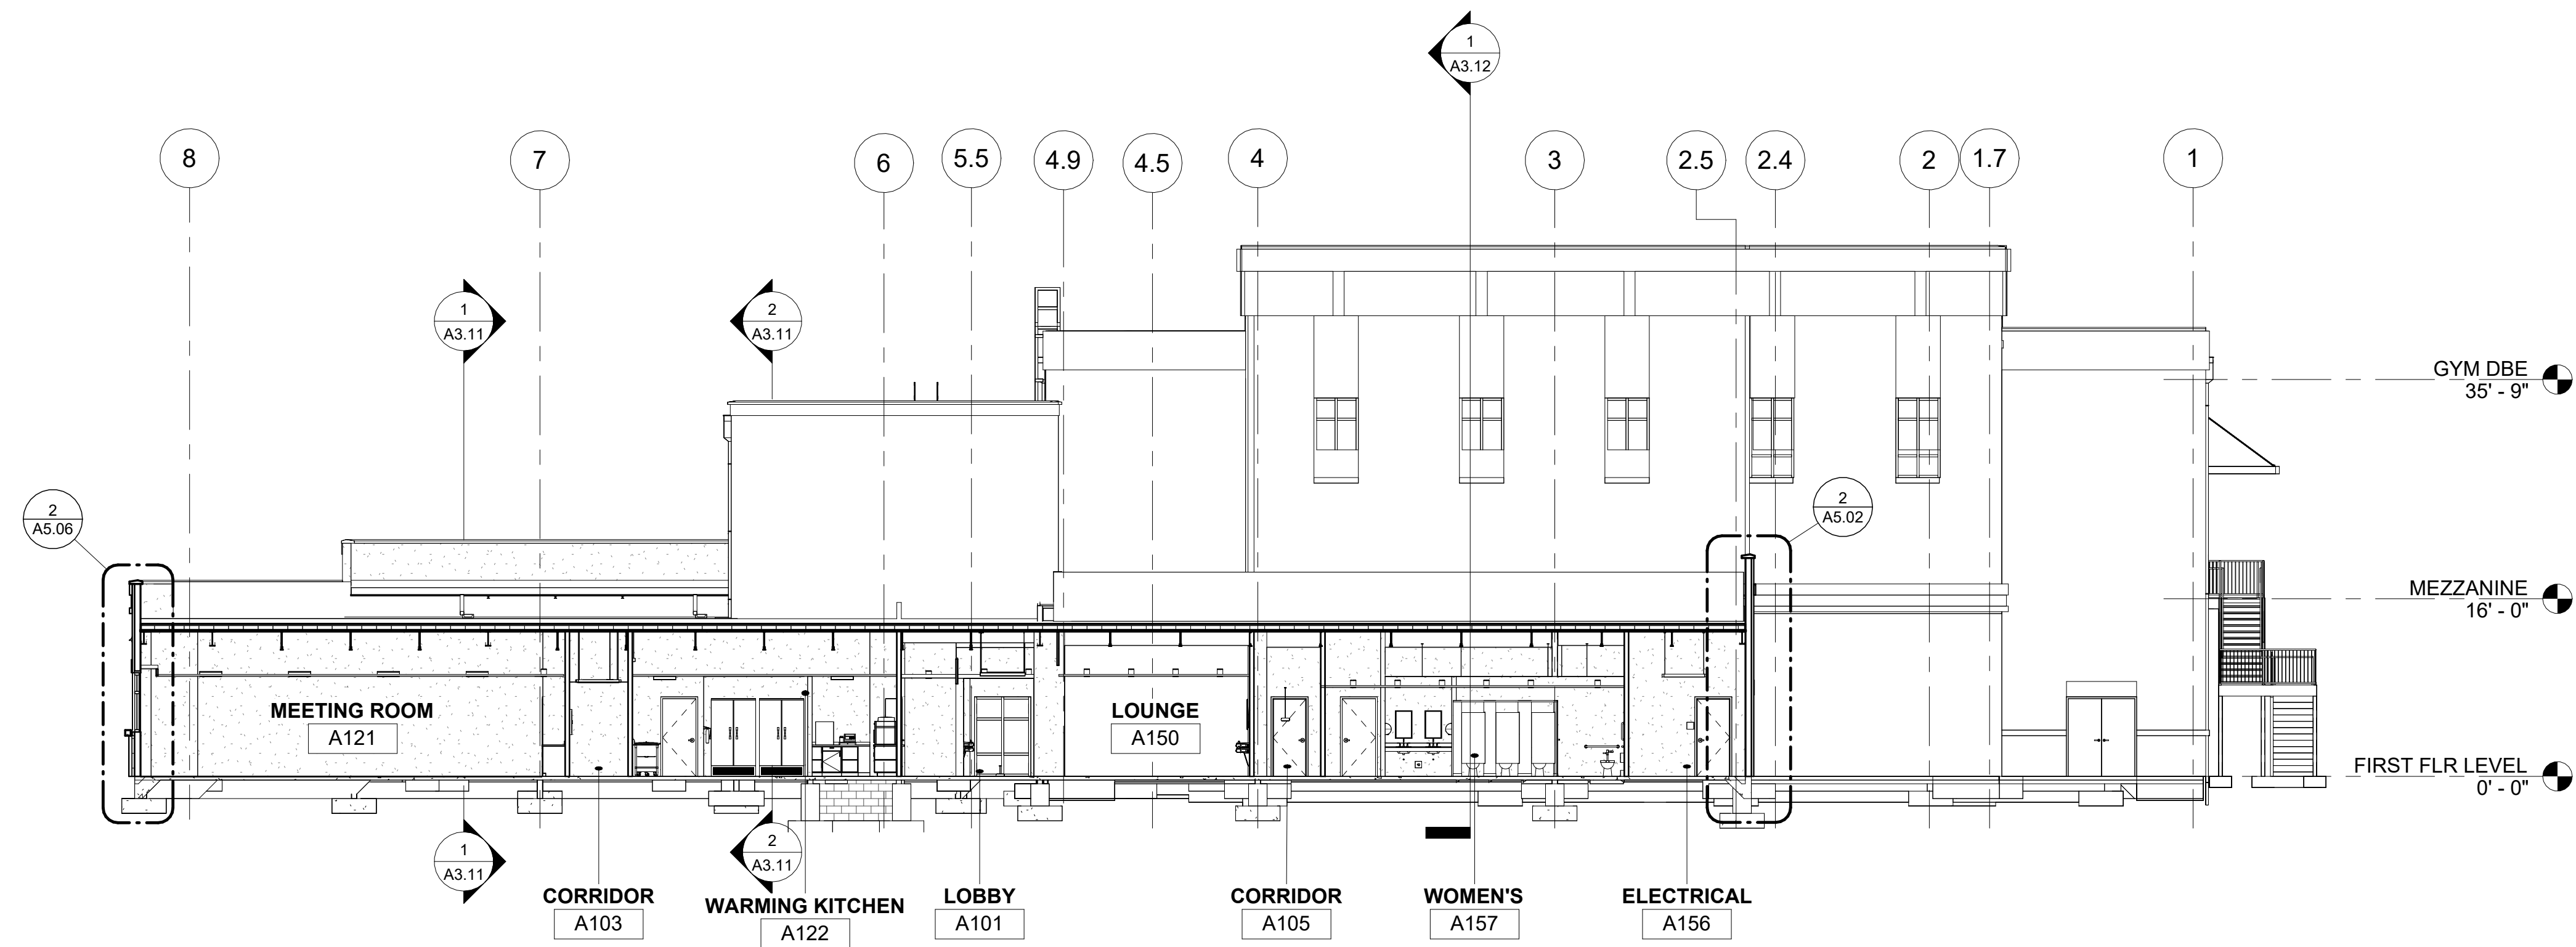 1
A3.12
8
7
6
5.5
4.9
4.5
4
3
2.5
2.4
2
1.7
1
1
A3.11
2
A3.11
GYM DBE
35' - 9"
2
A5.06
2
A5.02
MEZZANINE
16' - 0"
MEETING ROOM
A121
LOUNGE
A150
FIRST FLR LEVEL
0' - 0"
1
A3.11
2
A3.11
CORRIDOR
A103
WARMING KITCHEN
A122
LOBBY
A101
CORRIDOR
A105
WOMEN'S
A157
ELECTRICAL
A156